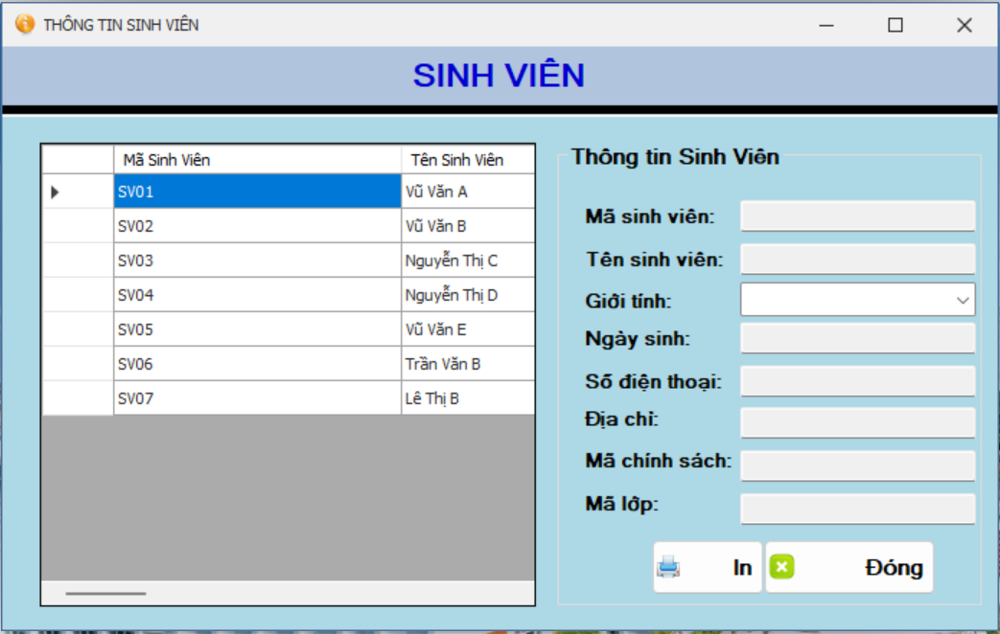 THÔNG TIN SINH VIÊN
SINH VIÊN
Mã Sinh Viên Tên Sinh Viên
SV01 Vũ Văn A
SV02 Vũ Văn B
SV03 Nguyễn Thị C
SV04 Nguyễn Thị D
SV05 Vũ Văn E
SV06 Trần Văn B
SV07 Lê Thị B
Thông tin Sinh Viên
Mã sinh viên:
Tên sinh viên:
Giới tính:
Ngày sinh:
Số điện thoại:
Địa chỉ:
Mã chính sách:
Mã lớp:
In Đóng